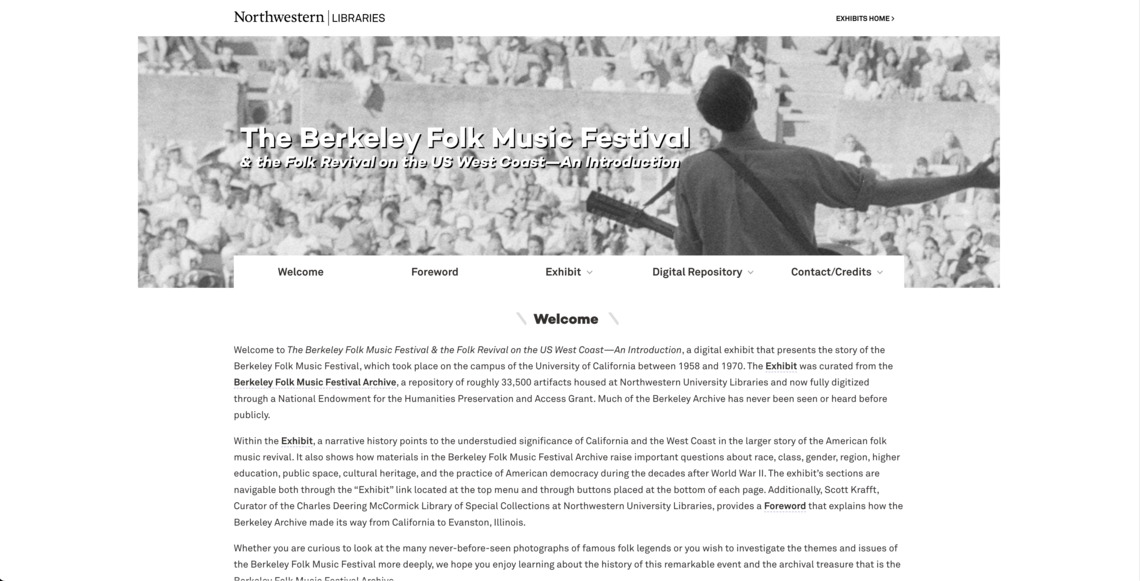 Northwestern | LIBRARIES
EXHIBITS HOME >
The Berkeley Folk Music Festival
& the Folk Revival on the US West Coast—An Introduction
Welcome
Foreword
Exhibit
Digital Repository
Contact/Credits
Welcome
Welcome to The Berkeley Folk Music Festival & the Folk Revival on the US West Coast—An Introduction, a digital exhibit that presents the story of the
Berkeley Folk Music Festival, which took place on the campus of the University of California between 1958 and 1970. The Exhibit was curated from the
Berkeley Folk Music Festival Archive, a repository of roughly 33,500 artifacts housed at Northwestern University Libraries and now fully digitized
through a National Endowment for the Humanities Preservation and Access Grant. Much of the Berkeley Archive has never been seen or heard before
publicly.
Within the Exhibit, a narrative history points to the understudied significance of California and the West Coast in the larger story of the American folk
music revival. It also shows how materials in the Berkeley Folk Music Festival Archive raise important questions about race, class, gender, region, higher
education, public space, cultural heritage, and the practice of American democracy during the decades after World War II. The exhibit's sections are
navigable both through the “Exhibit” link located at the top menu and through buttons placed at the bottom of each page. Additionally, Scott Krafft,
Curator of the Charles Deering McCormick Library of Special Collections at Northwestern University Libraries, provides a Foreword that explains how the
Berkeley Archive made its way from California to Evanston, Illinois.
Whether you are curious to look at the many never-before-seen photographs of famous folk legends or you wish to investigate the themes and issues of
the Berkeley Folk Music Festival more deeply, we hope you enjoy learning about the history of this remarkable event and the archival treasure that is the
Berkeley Folk Music Festival Archive.